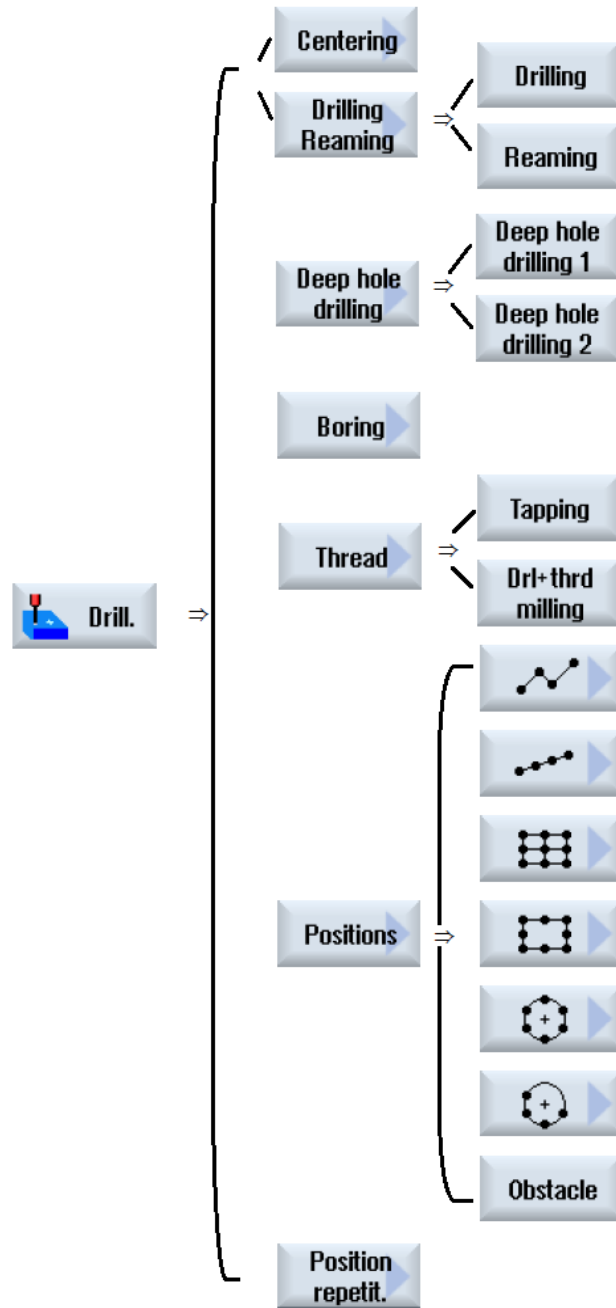 Centering
Drilling
Reaming
Drilling
Reaming
Deep hole
drilling
Deep hole
drilling 1
Deep hole
drilling 2
Boring
Thread
Tapping
Drl+thrd
milling
Drill.
Positions
Obstacle
Position
repetit.